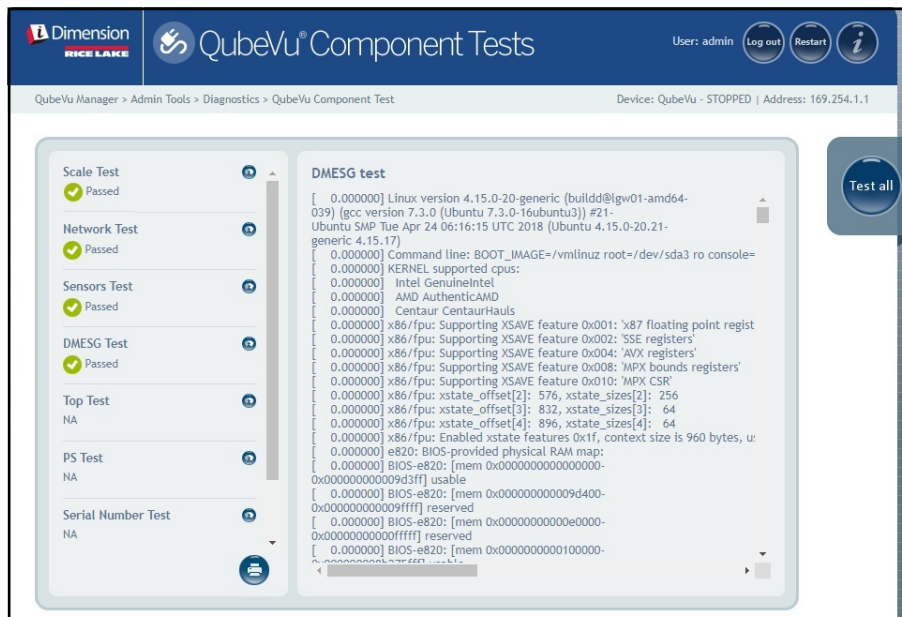 iDimension
RICE LAKE
QubeVu® Component Tests
User: admin
Log out
Restart
i
QubeVu Manager > Admin Tools > Diagnostics > QubeVu Component Test
Device: QubeVu - STOPPED | Address: 169.254.1.1
Scale Test
Passed
Network Test
Passed
Sensors Test
Passed
DMESG Test
Passed
Top Test
NA
PS Test
NA
Serial Number Test
NA
DMESG test
[ 0.000000] Linux version 4.15.0-20-generic (buildd@lgw01-amd64-
039) (gcc version 7.3.0 (Ubuntu 7.3.0-16ubuntu3)) #21-
Ubuntu SMP Tue Apr 24 06:16:15 UTC 2018 (Ubuntu 4.15.0-20.21-
generic 4.15.17)
[ 0.000000] Command line: BOOT_IMAGE=/vmlinuz root=/dev/sda3 ro console=
[ 0.000000] KERNEL supported cpus:
[ 0.000000] Intel GenuineIntel
[ 0.000000] AMD AuthenticAMD
[ 0.000000] Centaur CentaurHauls
[ 0.000000] x86/fpu: Supporting XSAVE feature 0x001: 'x87 floating point regist
[ 0.000000] x86/fpu: Supporting XSAVE feature 0x002: 'SSE registers'
[ 0.000000] x86/fpu: Supporting XSAVE feature 0x004: 'AVX registers'
[ 0.000000] x86/fpu: Supporting XSAVE feature 0x008: 'MPX bounds registers'
[ 0.000000] x86/fpu: Supporting XSAVE feature 0x010: 'MPX CSR'
[ 0.000000] x86/fpu: xstate_offset[2]: 576, xstate_sizes[2]: 256
[ 0.000000] x86/fpu: xstate_offset[3]: 832, xstate_sizes[3]: 64
[ 0.000000] x86/fpu: xstate_offset[4]: 896, xstate_sizes[4]: 64
[ 0.000000] x86/fpu: Enabled xstate features 0x1f, context size is 960 bytes, u
[ 0.000000] e820: BIOS-provided physical RAM map:
[ 0.000000] BIOS-e820: [mem 0x0000000000000000-
0x000000000009d3ff] usable
[ 0.000000] BIOS-e820: [mem 0x000000000009d400-
0x000000000009ffff] reserved
[ 0.000000] BIOS-e820: [mem 0x00000000000e0000-
0x00000000000fffff] reserved
[ 0.000000] BIOS-e820: [mem 0x0000000000100000-
Test all